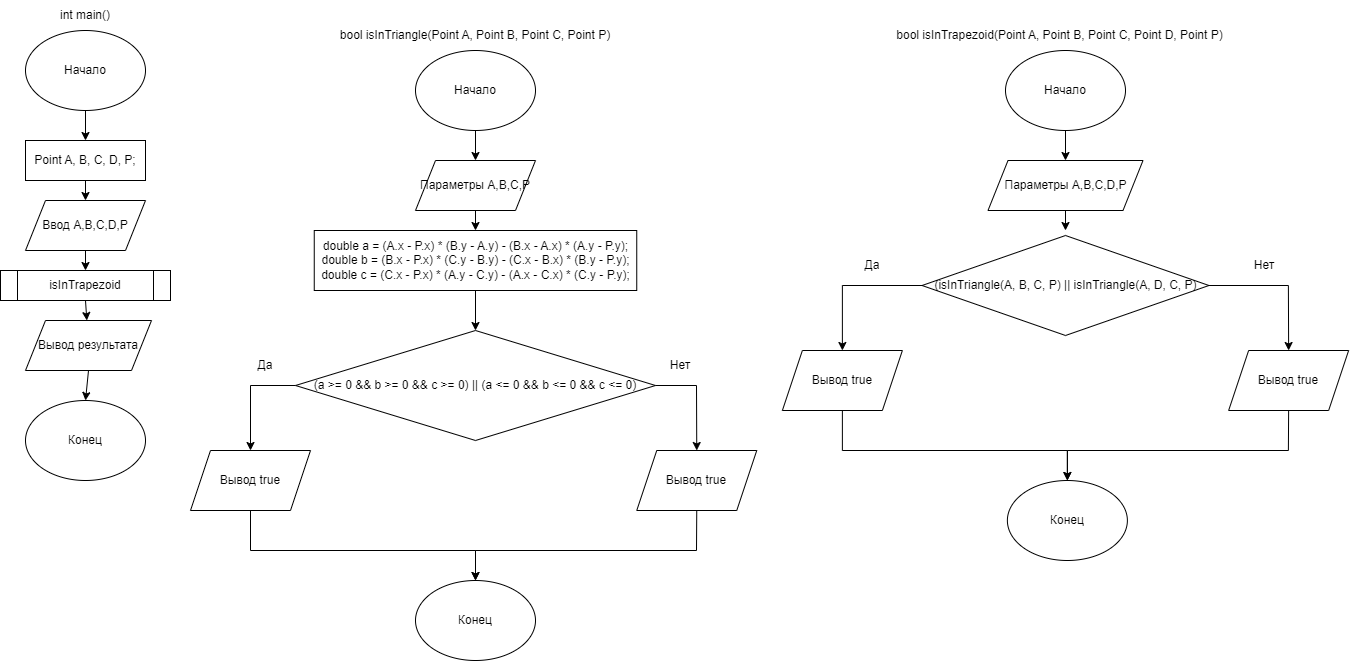 int main()
Начало
Point A, B, C, D, P;
Ввод A,B,C,D,P
isInTrapezoid
Вывод результата
Конец
bool isInTriangle(Point A, Point B, Point C, Point P)
Начало
Параметры A,B,C,P
double a = (A.x - P.x) * (B.y - A.y) - (B.x - A.x) * (A.y - P.y);
double b = (B.x - P.x) * (C.y - B.y) - (C.x - B.x) * (B.y - P.y);
double c = (C.x - P.x) * (A.y - C.y) - (A.x - C.x) * (C.y - P.y);
Да
Нет
(a >= 0 && b >= 0 && c >= 0) || (a <= 0 && b <= 0 && c <= 0)
Вывод true
Вывод true
Конец
bool isInTrapezoid(Point A, Point B, Point C, Point D, Point P)
Начало
Параметры A,B,C,D,P
Да
Нет
(isInTriangle(A, B, C, P) || isInTriangle(A, D, C, P)
Вывод true
Вывод true
Конец